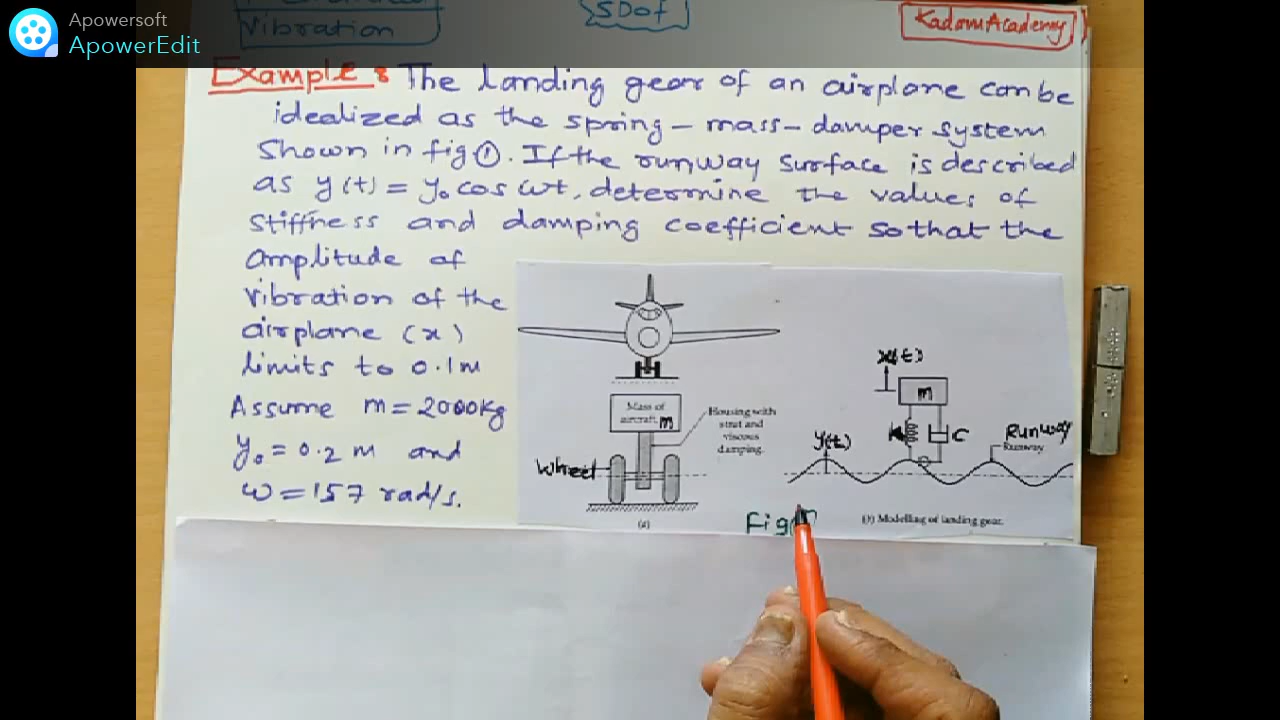 Apowersoft
ApowerEdit
Vibration
SDof
Kadam Academy
Example : The Landing gear of an airplane can be
idealized as the spring - mass - damper system
Shown in fig ①. If the runway surface is described
as y(t) = y₀ cos ωt, determine the values of
stiffness and damping coefficient so that the
amplitude of
vibration of the
airplane (x)
limits to 0.1m
Assume m = 2000kg
y₀ = 0.2 m and
ω = 157 rad/s.
Mass of
aircraft m
Housing with
strut and
viscous
damping.
Wheel
(a)
X(t)
m
K
C
y(t)
Runway
Runway
Fig
(b) Modelling of landing gear.